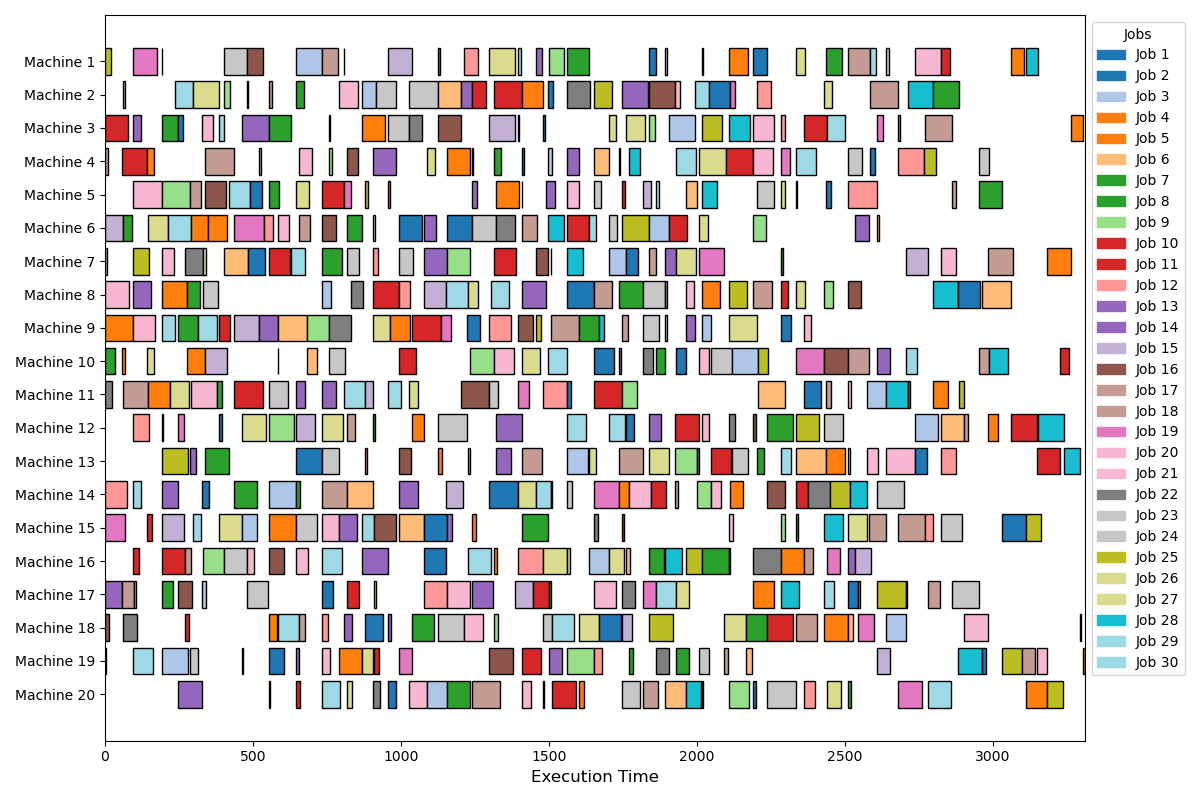 Machine 1
Machine 2
Machine 3
Machine 4
Machine 5
Machine 6
Machine 7
Machine 8
Machine 9
Machine 10
Machine 11
Machine 12
Machine 13
Machine 14
Machine 15
Machine 16
Machine 17
Machine 18
Machine 19
Machine 20
0 500 1000 1500 2000 2500 3000
Execution Time
Jobs
Job 1
Job 2
Job 3
Job 4
Job 5
Job 6
Job 7
Job 8
Job 9
Job 10
Job 11
Job 12
Job 13
Job 14
Job 15
Job 16
Job 17
Job 18
Job 19
Job 20
Job 21
Job 22
Job 23
Job 24
Job 25
Job 26
Job 27
Job 28
Job 29
Job 30